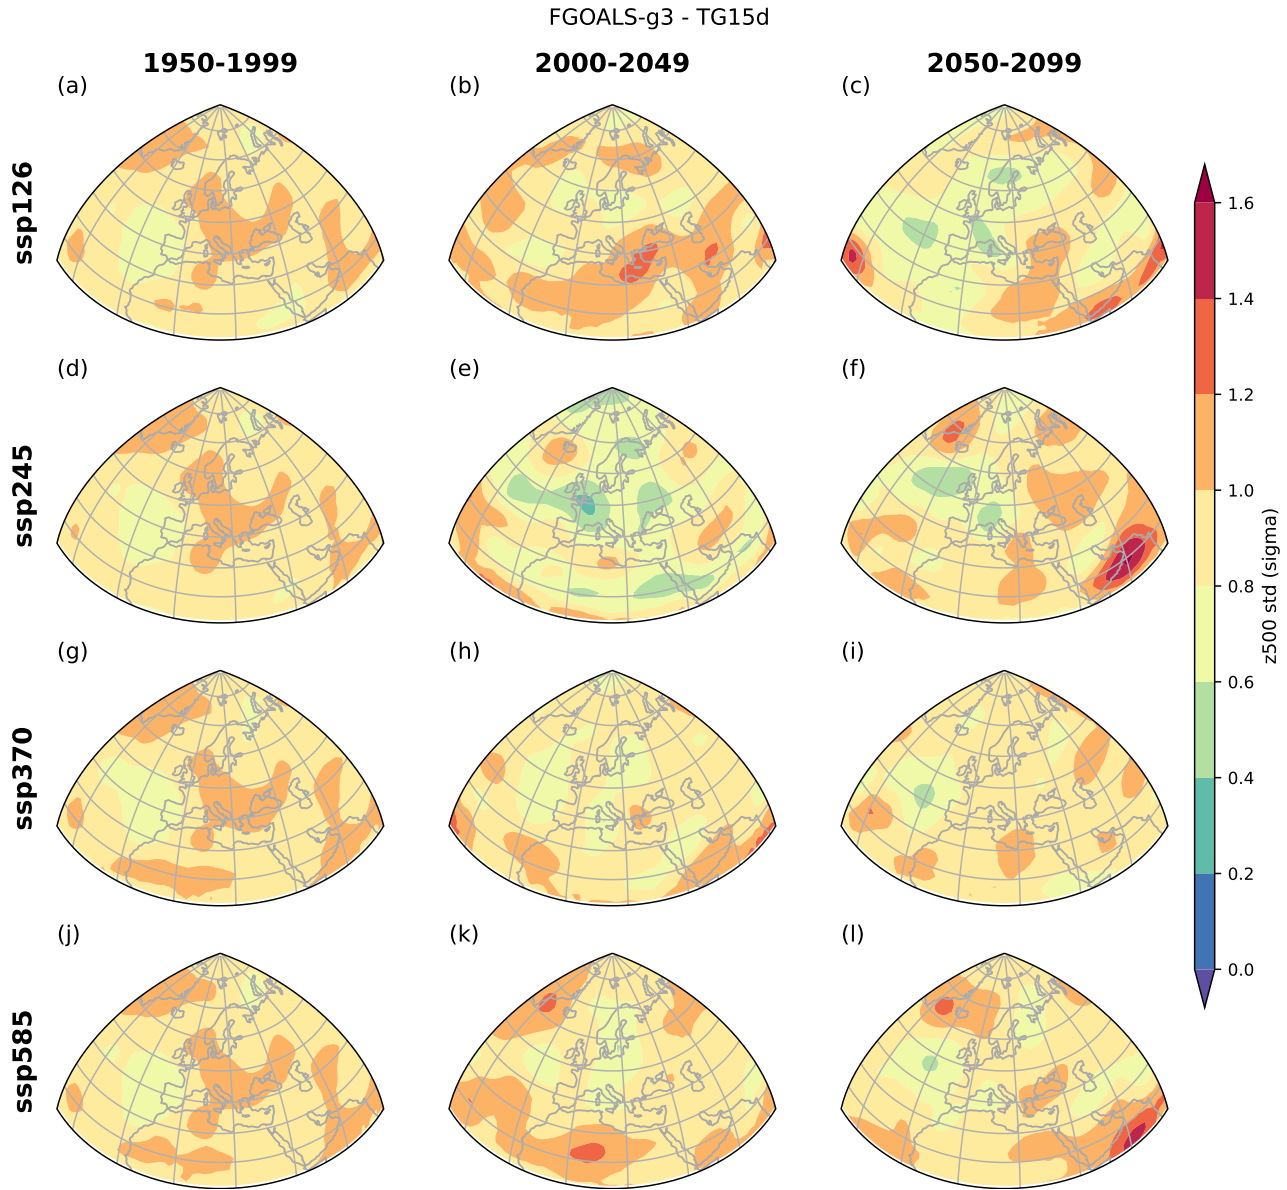 FGOALS-g3 - TG15d
1950-1999
2000-2049
2050-2099
(a)
(b)
(c)
ssp126
(d)
(e)
(f)
ssp245
(g)
(h)
(i)
ssp370
(j)
(k)
(l)
ssp585
1.6
1.4
1.2
1.0
0.8
0.6
0.4
0.2
0.0
z500 std (sigma)